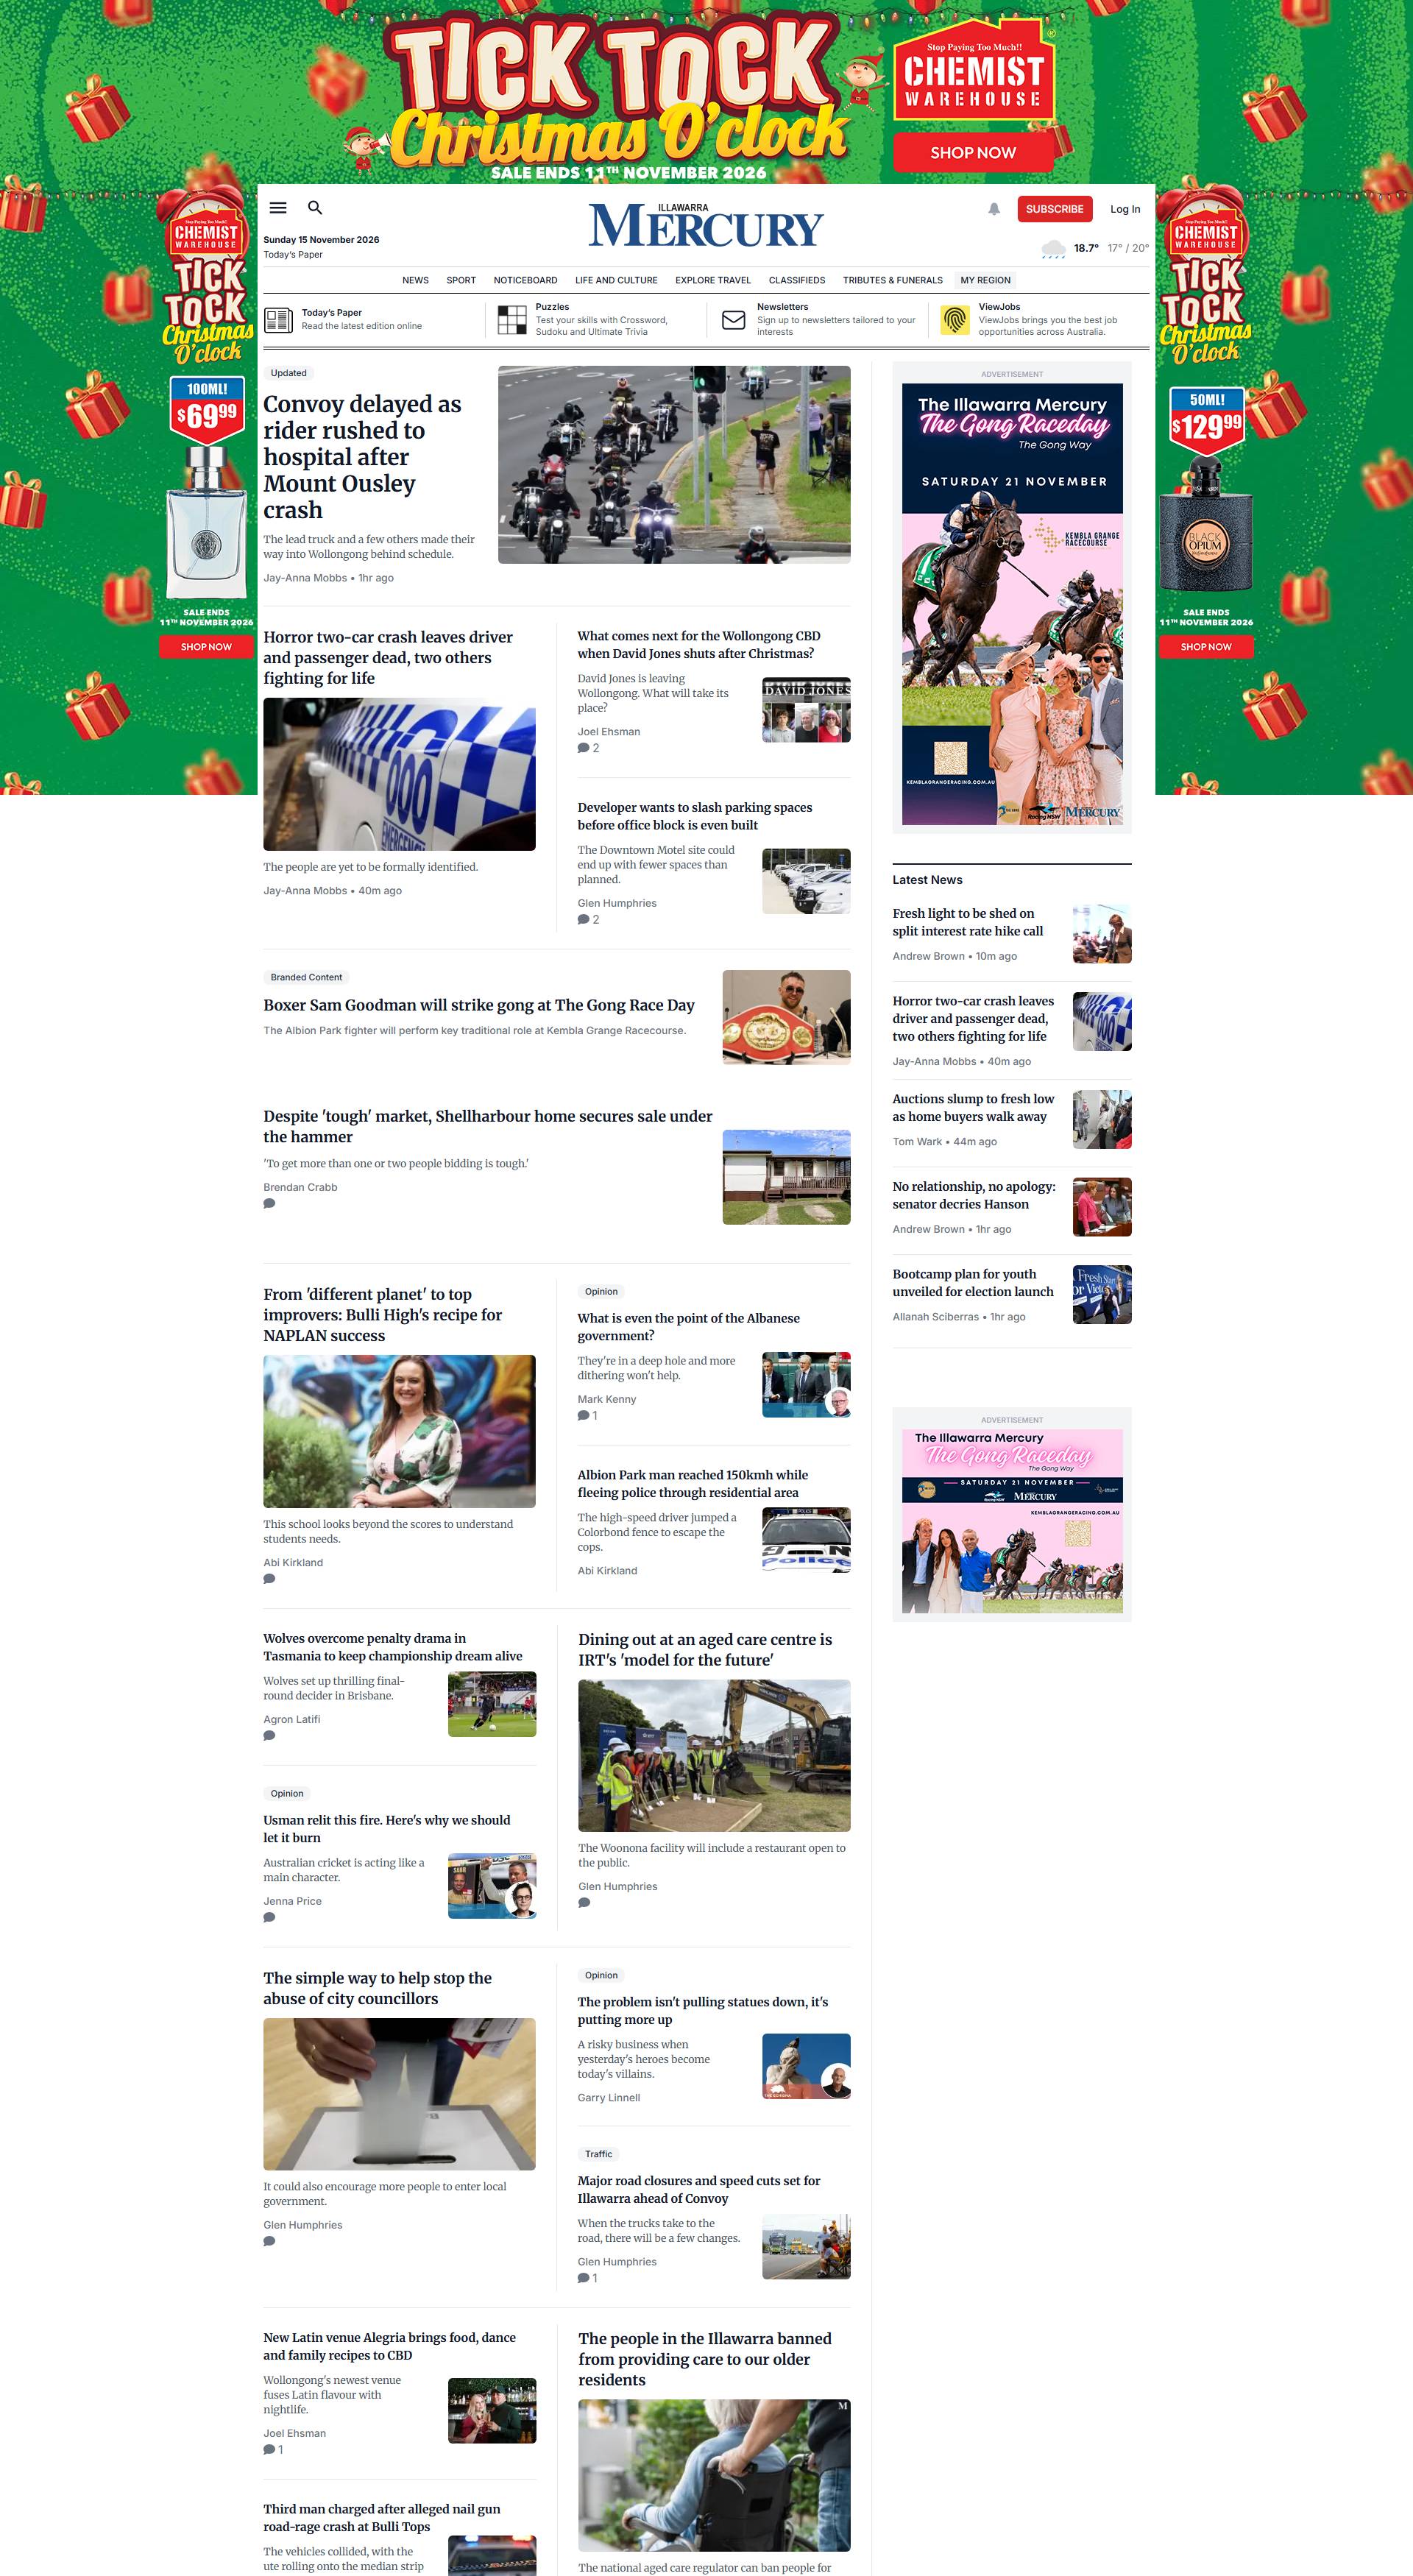 TICK TOCK
Christmas O'clock
SALE ENDS 11TH NOVEMBER 2026
Stop Paying Too Much!!
CHEMIST
WAREHOUSE
SHOP NOW
CHEMIST
WAREHOUSE
TICK
TOCK
Christmas
O'clock
100ML!
$69.99
SALE ENDS
11TH NOVEMBER 2026
SHOP NOW
CHEMIST
WAREHOUSE
TICK
TOCK
Christmas
O'clock
50ML!
$129.99
BLACK
OPIUM
SALE ENDS
11TH NOVEMBER 2026
SHOP NOW
ILLAWARRA
MERCURY
SUBSCRIBE
Log In
Sunday 15 November 2026
Today's Paper
18.7° 17° / 20°
NEWS SPORT NOTICEBOARD LIFE AND CULTURE EXPLORE TRAVEL CLASSIFIEDS TRIBUTES & FUNERALS MY REGION
Today's Paper
Read the latest edition online
Puzzles
Test your skills with Crossword,
Sudoku and Ultimate Trivia
Newsletters
Sign up to newsletters tailored to your
interests
ViewJobs
ViewJobs brings you the best job
opportunities across Australia.
Updated
Convoy delayed as
rider rushed to
hospital after
Mount Ousley
crash
The lead truck and a few others made their
way into Wollongong behind schedule.
Jay-Anna Mobbs • 1hr ago
Horror two-car crash leaves driver
and passenger dead, two others
fighting for life
000
EMERGENCY
The people are yet to be formally identified.
Jay-Anna Mobbs • 40m ago
What comes next for the Wollongong CBD
when David Jones shuts after Christmas?
David Jones is leaving
Wollongong. What will take its
place?
Joel Ehsman
2
DAVID JONES
Developer wants to slash parking spaces
before office block is even built
The Downtown Motel site could
end up with fewer spaces than
planned.
Glen Humphries
2
Branded Content
Boxer Sam Goodman will strike gong at The Gong Race Day
The Albion Park fighter will perform key traditional role at Kembla Grange Racecourse.
Despite 'tough' market, Shellharbour home secures sale under
the hammer
'To get more than one or two people bidding is tough.'
Brendan Crabb
From 'different planet' to top
improvers: Bulli High's recipe for
NAPLAN success
This school looks beyond the scores to understand
students needs.
Abi Kirkland
Opinion
What is even the point of the Albanese
government?
They're in a deep hole and more
dithering won't help.
Mark Kenny
1
Albion Park man reached 150kmh while
fleeing police through residential area
The high-speed driver jumped a
Colorbond fence to escape the
cops.
Abi Kirkland
Police
Wolves overcome penalty drama in
Tasmania to keep championship dream alive
Wolves set up thrilling final-
round decider in Brisbane.
Agron Latifi
Opinion
Usman relit this fire. Here's why we should
let it burn
Australian cricket is acting like a
main character.
Jenna Price
Dining out at an aged care centre is
IRT's 'model for the future'
The Woonona facility will include a restaurant open to
the public.
Glen Humphries
The simple way to help stop the
abuse of city councillors
It could also encourage more people to enter local
government.
Glen Humphries
Opinion
The problem isn't pulling statues down, it's
putting more up
A risky business when
yesterday's heroes become
today's villains.
Garry Linnell
Traffic
Major road closures and speed cuts set for
Illawarra ahead of Convoy
When the trucks take to the
road, there will be a few changes.
Glen Humphries
1
New Latin venue Alegria brings food, dance
and family recipes to CBD
Wollongong's newest venue
fuses Latin flavour with
nightlife.
Joel Ehsman
1
Third man charged after alleged nail gun
road-rage crash at Bulli Tops
The vehicles collided, with the
ute rolling onto the median strip
The people in the Illawarra banned
from providing care to our older
residents
M
The national aged care regulator can ban people for
ADVERTISEMENT
The Illawarra Mercury
The Gong Raceday
The Gong Way
SATURDAY 21 NOVEMBER
KEMBLA GRANGE
RACECOURSE
KEMBLAGRANGERACING.COM.AU
Racing NSW
MERCURY
Latest News
Fresh light to be shed on
split interest rate hike call
Andrew Brown • 10m ago
Horror two-car crash leaves
driver and passenger dead,
two others fighting for life
Jay-Anna Mobbs • 40m ago
Auctions slump to fresh low
as home buyers walk away
Tom Wark • 44m ago
No relationship, no apology:
senator decries Hanson
Andrew Brown • 1hr ago
Bootcamp plan for youth
unveiled for election launch
Allanah Sciberras • 1hr ago
Fresh Start
ADVERTISEMENT
The Illawarra Mercury
The Gong Raceday
The Gong Way
SATURDAY 21 NOVEMBER
Racing NSW
MERCURY
KEMBLAGRANGERACING.COM.AU